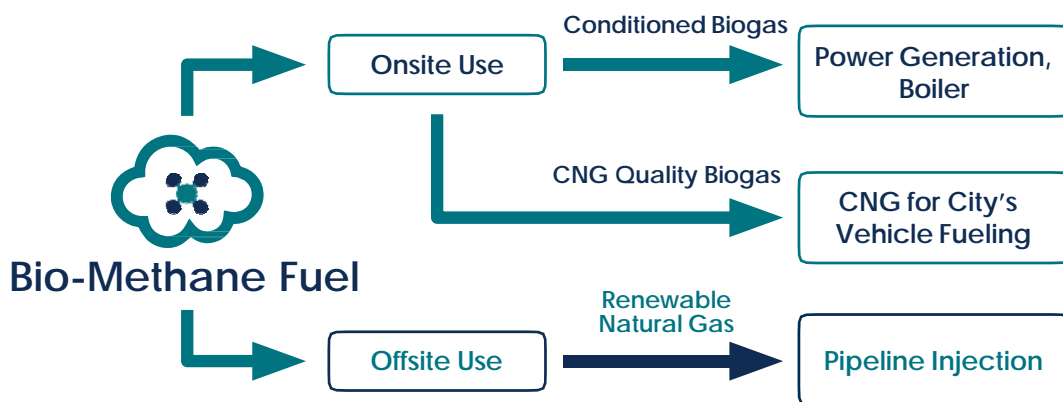 Conditioned Biogas
Onsite Use
Power Generation,
Boiler
CNG Quality Biogas
CNG for City's
Vehicle Fueling
Bio-Methane Fuel
Renewable
Natural Gas
Offsite Use
Pipeline Injection